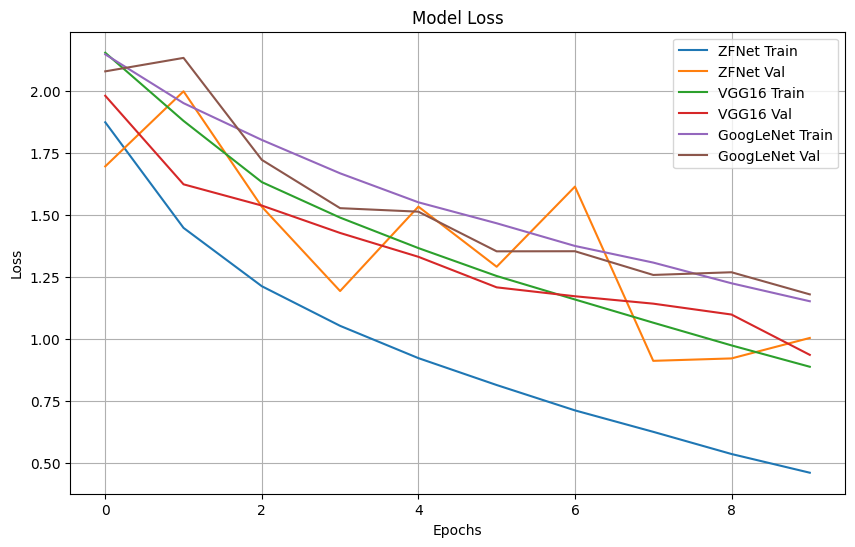 Model Loss
ZFNet Train
ZFNet Val
VGG16 Train
VGG16 Val
GoogLeNet Train
GoogLeNet Val
Loss
2.00
1.75
1.50
1.25
1.00
0.75
0.50
0 2 4 6 8
Epochs